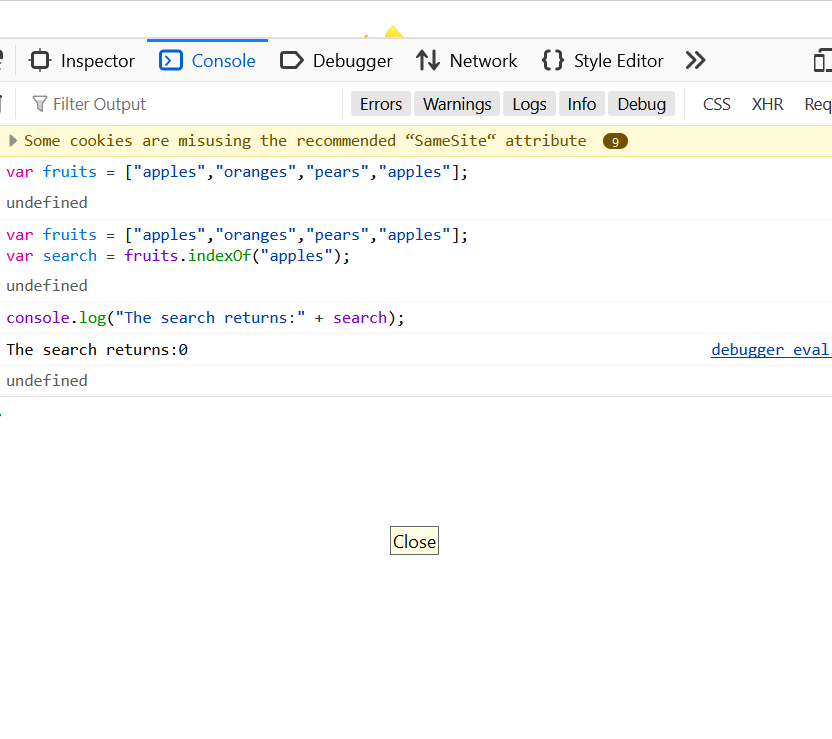 Inspector Console Debugger Network Style Editor
Filter Output Errors Warnings Logs Info Debug CSS XHR Req
Some cookies are misusing the recommended “SameSite“ attribute 9
var fruits = ["apples","oranges","pears","apples"];
undefined
var fruits = ["apples","oranges","pears","apples"];
var search = fruits.indexOf("apples");
undefined
console.log("The search returns:" + search);
The search returns:0 debugger eval
undefined
Close